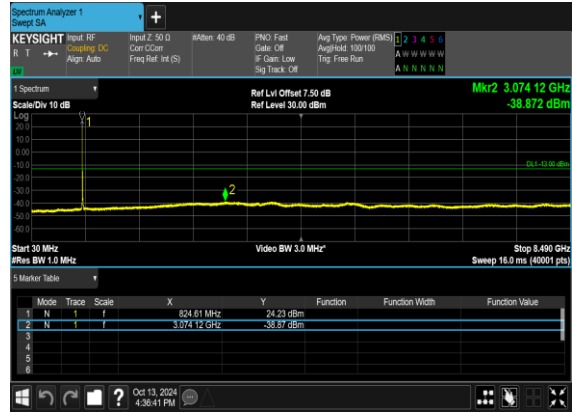 Spectrum Analyzer 1
Swept SA
+
KEYSIGHT
R T
Input: RF
Coupling: DC
Align: Auto
Input Z: 50 Ω
Corr CCorr
Freq Ref: Int (S)
#Atten: 40 dB
PNO: Fast
Gate: Off
IF Gain: Low
Sig Track: Off
Avg Type: Power (RMS)
Avg|Hold: 100/100
Trig: Free Run
1 2 3 4 5 6
A W W W W W
A N N N N N
1 Spectrum
Scale/Div 10 dB
Ref Lvl Offset 7.50 dB
Ref Level 30.00 dBm
Mkr2 3.074 12 GHz
-38.872 dBm
Log
1
20.0
10.0
0.00
-10.0
DL1 -13.00 dBm
-20.0
-30.0
2
-40.0
-50.0
-60.0
Start 30 MHz
#Res BW 1.0 MHz
Video BW 3.0 MHz*
Stop 8.490 GHz
Sweep 16.0 ms (40001 pts)
5 Marker Table
Mode Trace Scale X Y Function Function Width Function Value
1 N 1 f 824.61 MHz 24.23 dBm
2 N 1 f 3.074 12 GHz -38.87 dBm
3
4
5
6
?
Oct 13, 2024
4:36:41 PM